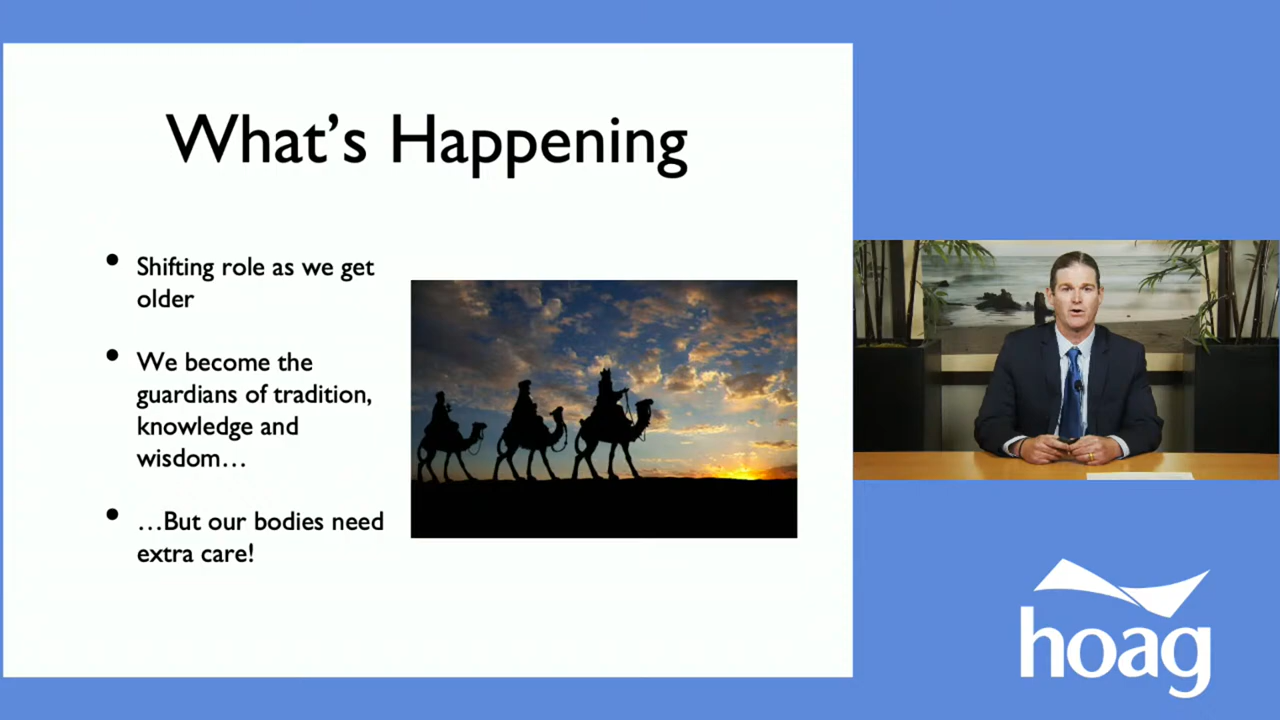 What's Happening
• Shifting role as we get
older
• We become the
guardians of tradition,
knowledge and
wisdom…
• …But our bodies need
extra care!
hoag